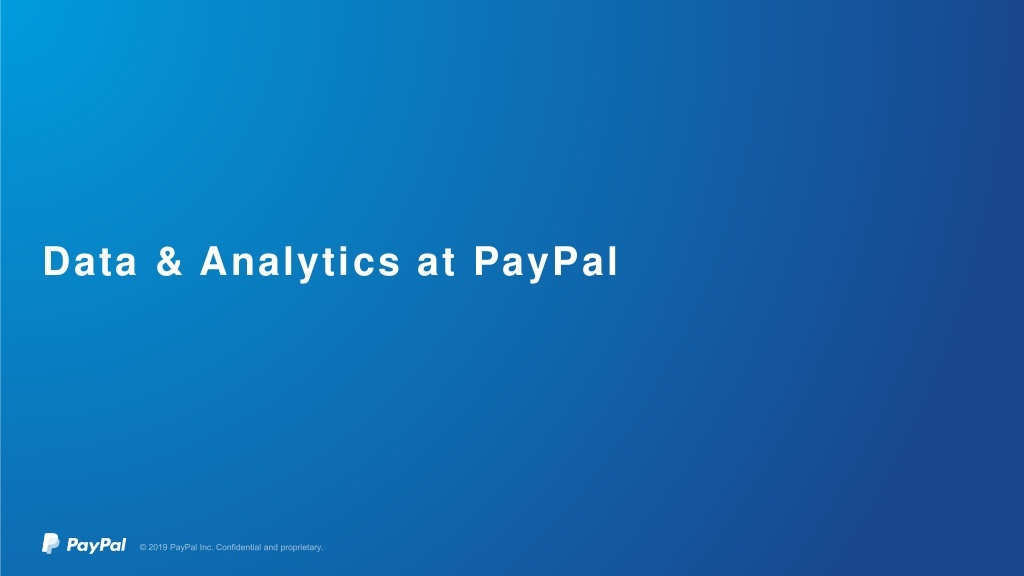 Data & Analytics at PayPal
PayPal © 2019 PayPal Inc. Confidential and proprietary.